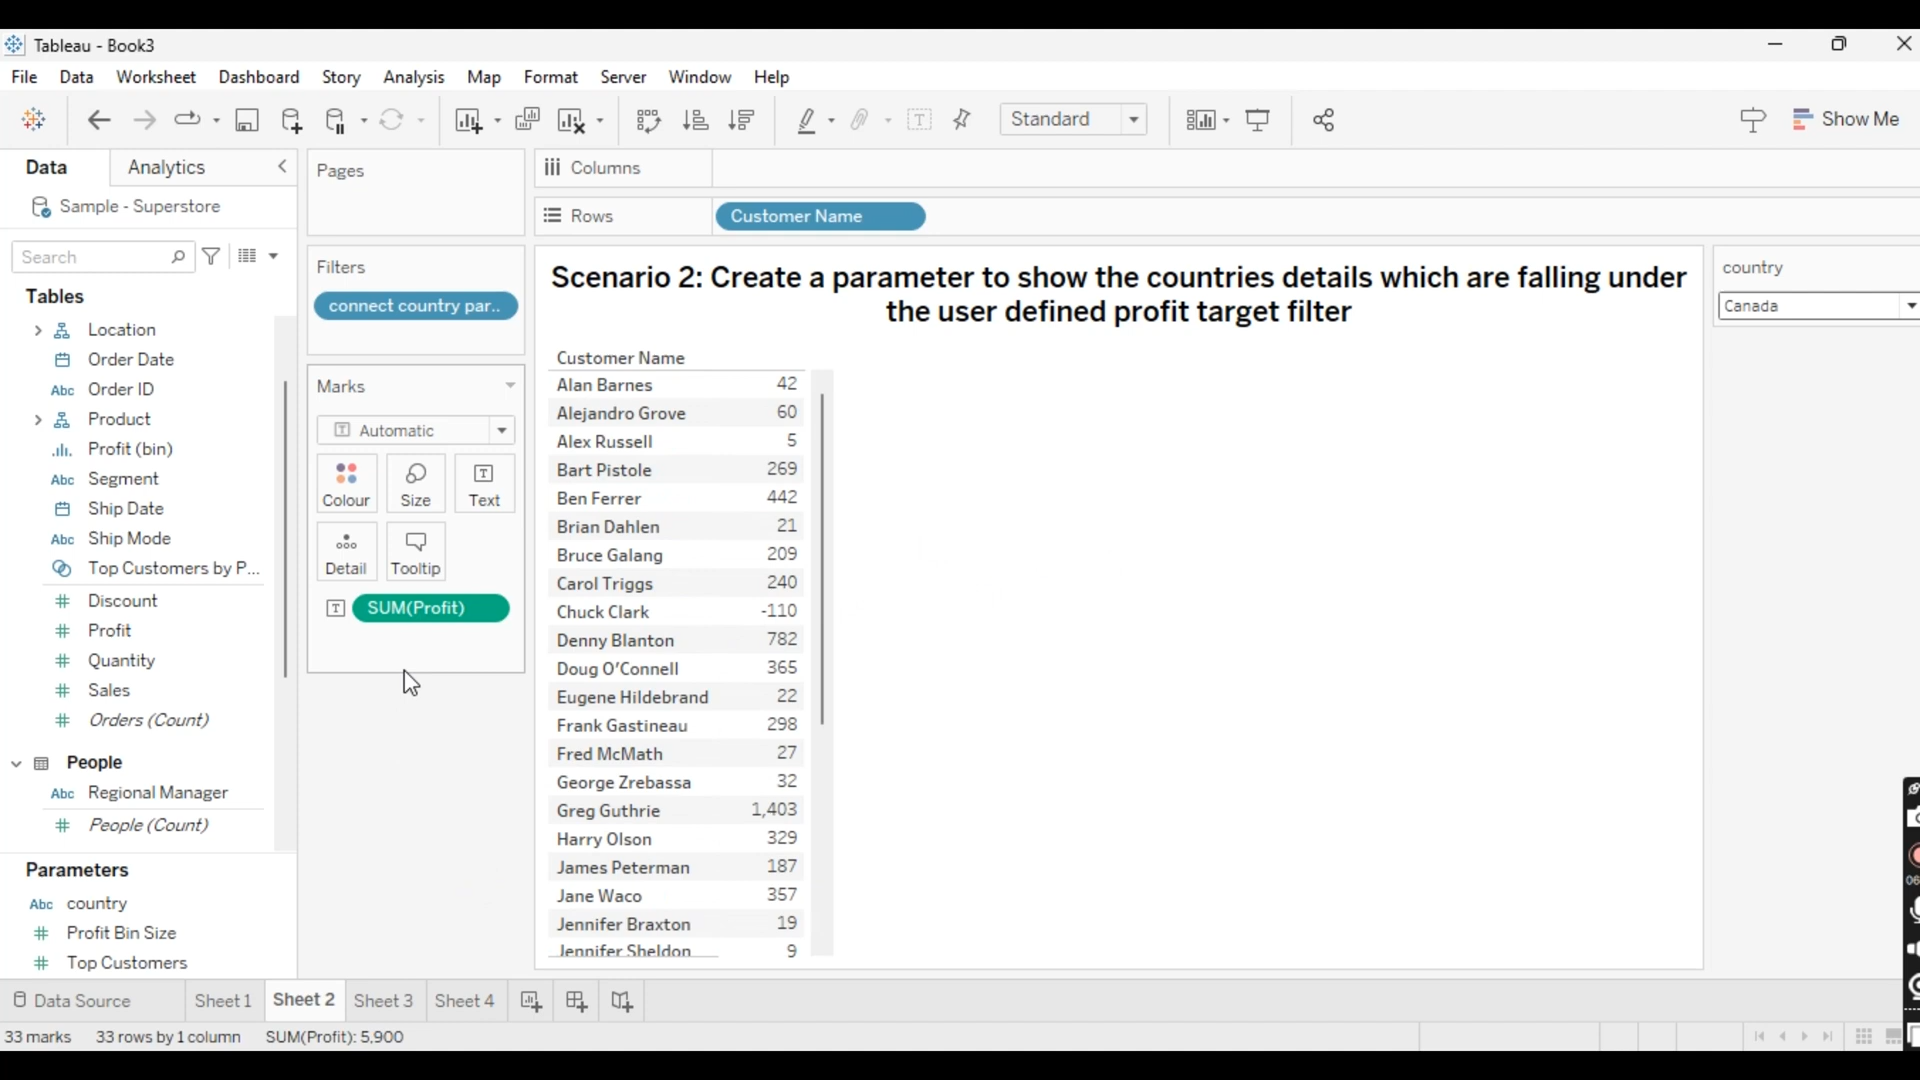 Tableau - Book3
File Data Worksheet Dashboard Story Analysis Map Format Server Window Help
Standard
Show Me
Data Analytics
Pages
Columns
Sample - Superstore
Rows
Customer Name
Search
Filters
connect country par..
Scenario 2: Create a parameter to show the countries details which are falling under
the user defined profit target filter
country
Canada
Tables
Location
Order Date
Abc Order ID
Product
Profit (bin)
Abc Segment
Ship Date
Abc Ship Mode
Top Customers by P...
Discount
Profit
Quantity
Sales
Orders (Count)
People
Abc Regional Manager
People (Count)
Parameters
Abc country
Profit Bin Size
Top Customers
Marks
Automatic
Colour Size Text
Detail Tooltip
SUM(Profit)
Customer Name
Alan Barnes 42
Alejandro Grove 60
Alex Russell 5
Bart Pistole 269
Ben Ferrer 442
Brian Dahlen 21
Bruce Galang 209
Carol Triggs 240
Chuck Clark -110
Denny Blanton 782
Doug O'Connell 365
Eugene Hildebrand 22
Frank Gastineau 298
Fred McMath 27
George Zrebassa 32
Greg Guthrie 1,403
Harry Olson 329
James Peterman 187
Jane Waco 357
Jennifer Braxton 19
Jennifer Sheldon 9
06
Data Source Sheet 1 Sheet 2 Sheet 3 Sheet 4
33 marks 33 rows by 1 column SUM(Profit): 5,900